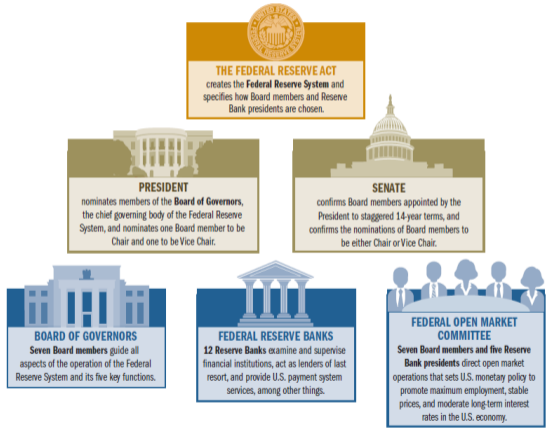 THE FEDERAL RESERVE ACT
creates the Federal Reserve System and
specifies how Board members and Reserve
Bank presidents are chosen.
PRESIDENT
nominates members of the Board of Governors,
the chief governing body of the Federal Reserve
System, and nominates one Board member to be
Chair and one to be Vice Chair.
SENATE
confirms Board members appointed by the
President to staggered 14-year terms, and
confirms the nominations of Board members to
be either Chair or Vice Chair.
BOARD OF GOVERNORS
Seven Board members guide all
aspects of the operation of the Federal
Reserve System and its five key functions.
FEDERAL RESERVE BANKS
12 Reserve Banks examine and supervise
financial institutions, act as lenders of last
resort, and provide U.S. payment system
services, among other things.
FEDERAL OPEN MARKET
COMMITTEE
Seven Board members and five Reserve
Bank presidents direct open market
operations that sets U.S. monetary policy to
promote maximum employment, stable
prices, and moderate long-term interest
rates in the U.S. economy.